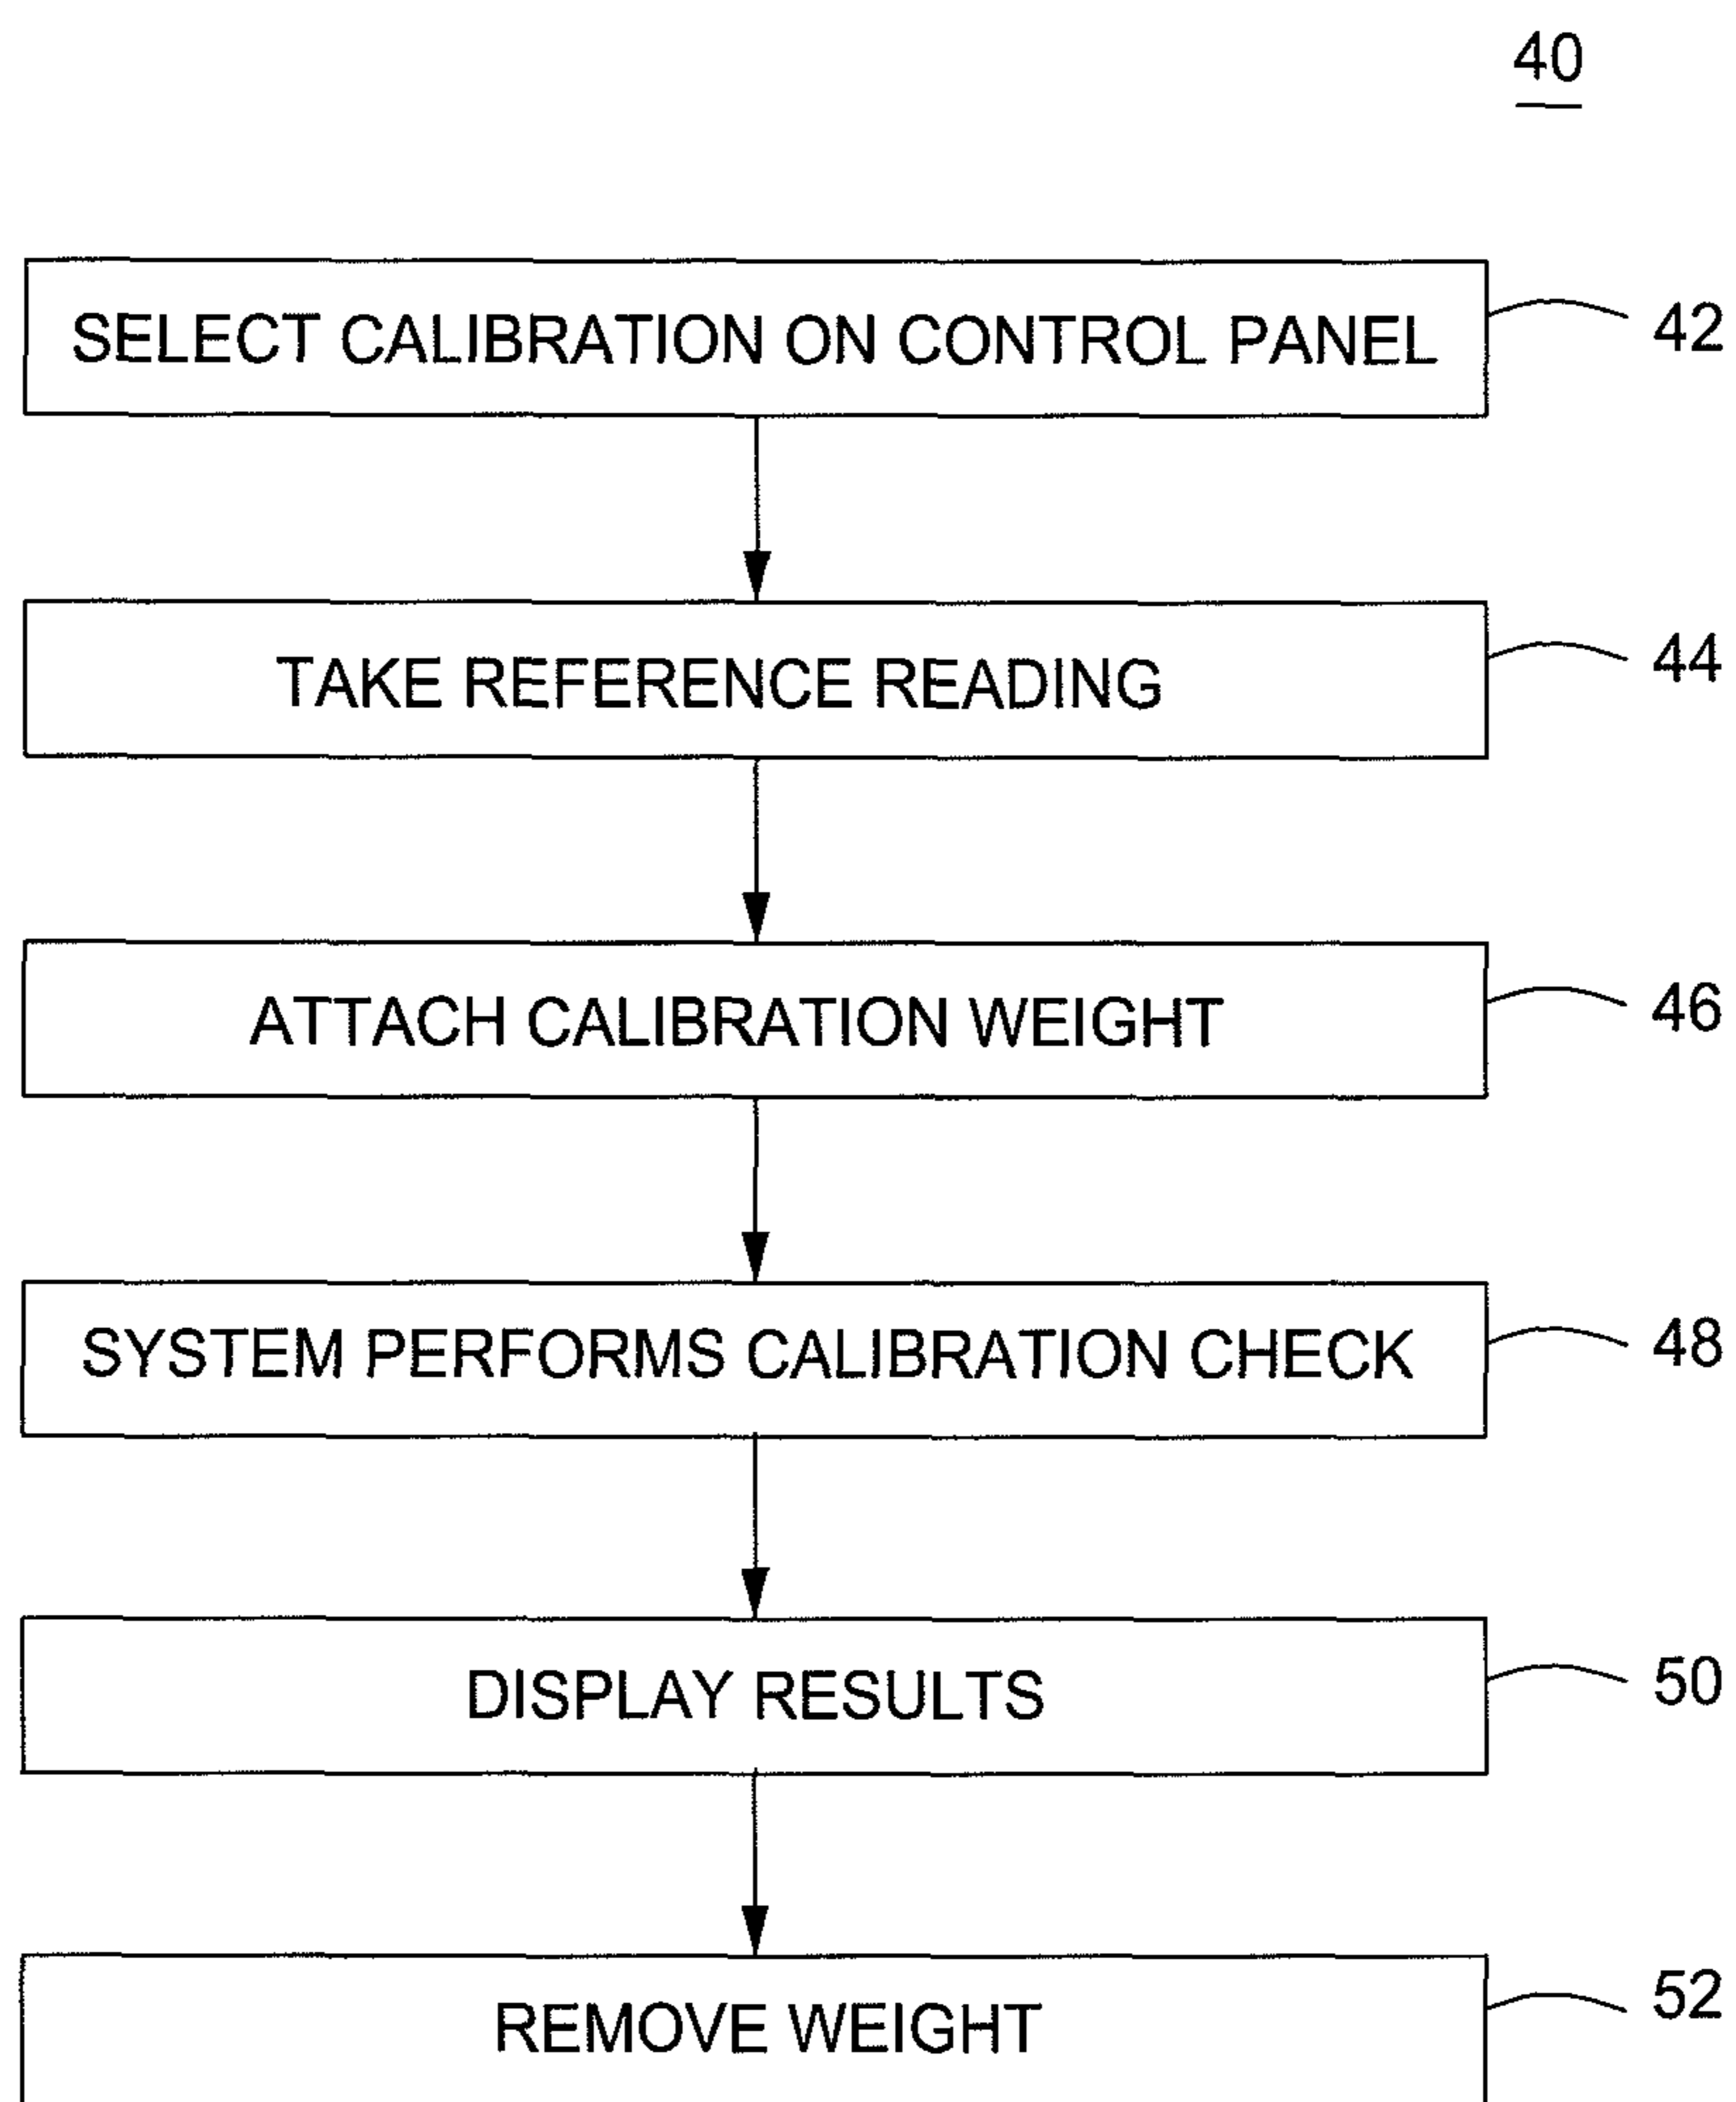 40
SELECT CALIBRATION ON CONTROL PANEL 42
TAKE REFERENCE READING 44
ATTACH CALIBRATION WEIGHT 46
SYSTEM PERFORMS CALIBRATION CHECK 48
DISPLAY RESULTS 50
REMOVE WEIGHT 52